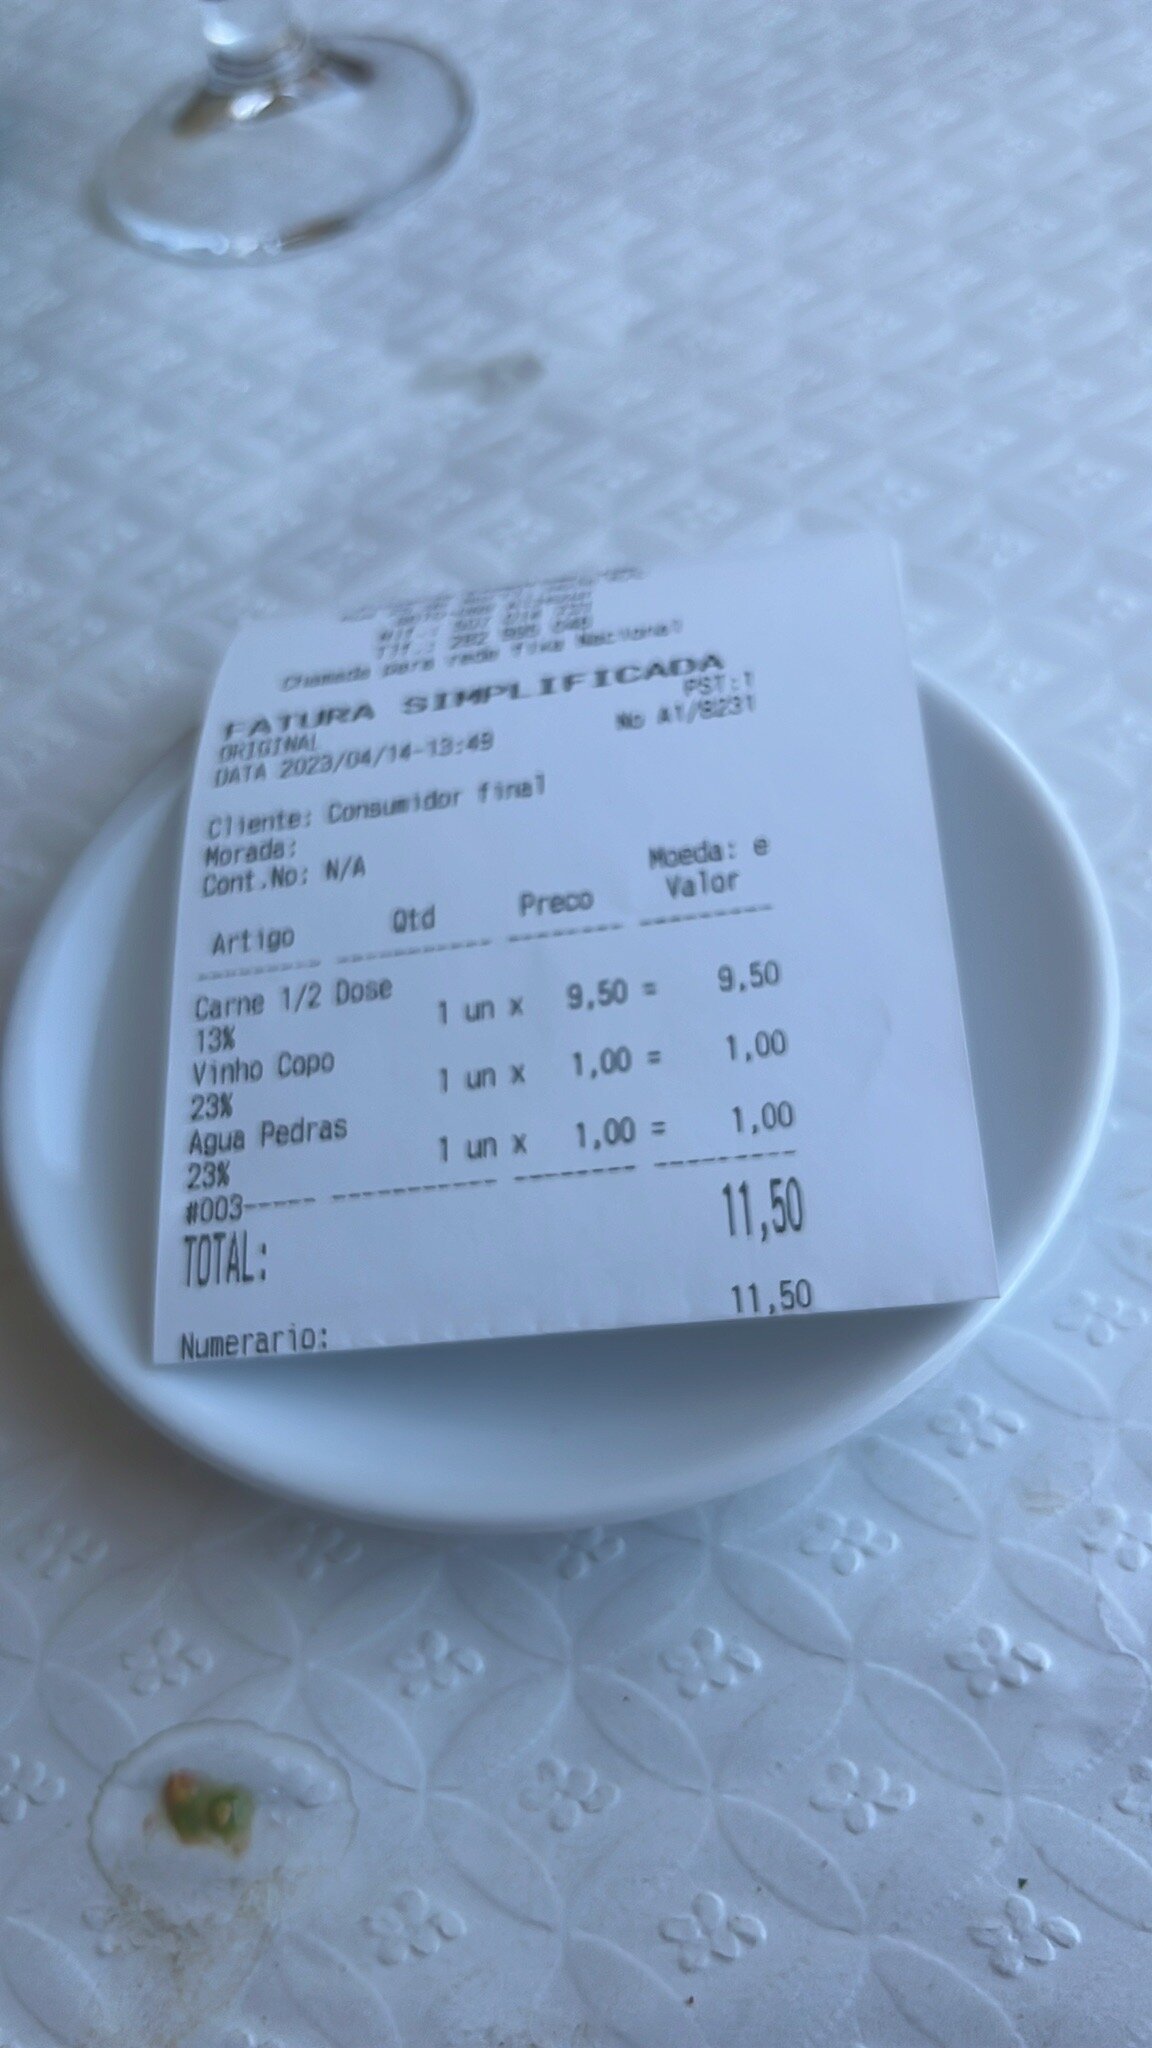 Chamada para rede fixa Nacional
FATURA SIMPLIFICADA
PST:1
ORIGINAL
No A1/8231
DATA 2023/04/14-13:49
Cliente: Consumidor final
Morada:
Cont.No: N/A
Moeda: e
Artigo Qtd Preco Valor
Carne 1/2 Dose
13% 1 un x 9,50 = 9,50
Vinho Copo
23% 1 un x 1,00 = 1,00
Agua Pedras
23% 1 un x 1,00 = 1,00
#003----- ----------- -------- ---------
TOTAL: 11,50
Numerario: 11,50